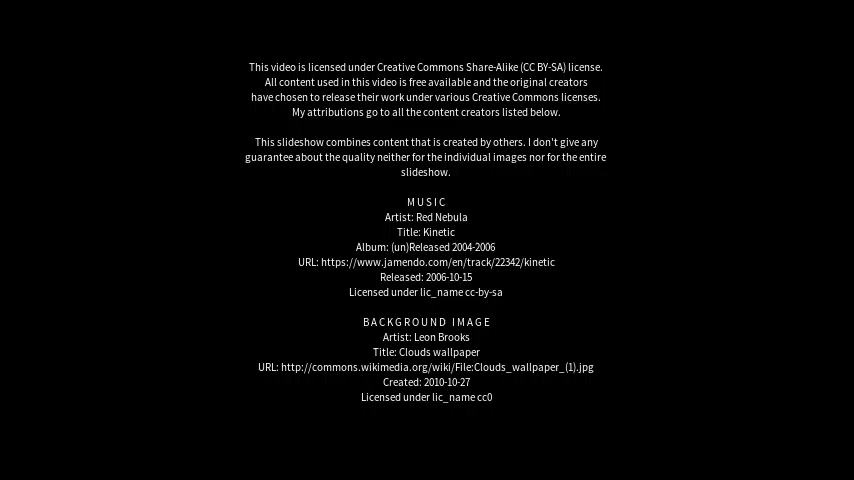 This video is licensed under Creative Commons Share-Alike (CC BY-SA) license.
All content used in this video is free available and the original creators
have chosen to release their work under various Creative Commons licenses.
My attributions go to all the content creators listed below.
This slideshow combines content that is created by others. I don't give any
guarantee about the quality neither for the individual images nor for the entire
slideshow.
MUSIC
Artist: Red Nebula
Title: Kinetic
Album: (un)Released 2004-2006
URL: https://www.jamendo.com/en/track/22342/kinetic
Released: 2006-10-15
Licensed under lic_name cc-by-sa
BACKGROUND IMAGE
Artist: Leon Brooks
Title: Clouds wallpaper
URL: http://commons.wikimedia.org/wiki/File:Clouds_wallpaper_(1).jpg
Created: 2010-10-27
Licensed under lic_name cc0